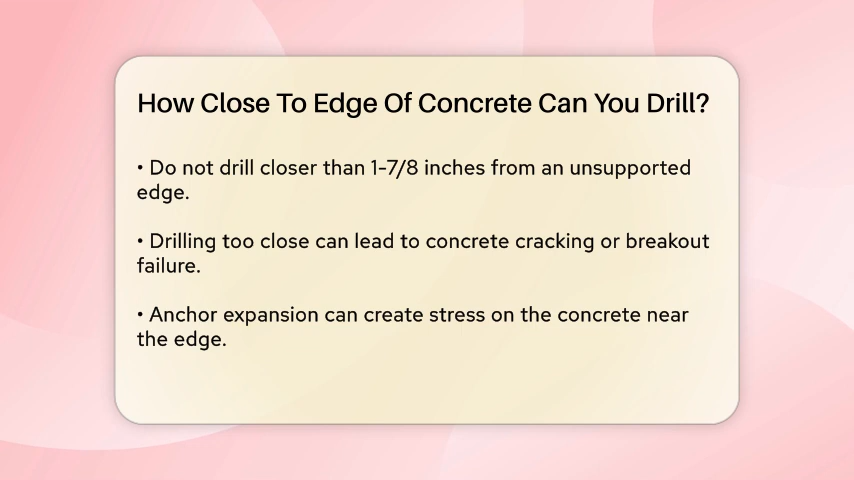 How Close To Edge Of Concrete Can You Drill?
• Do not drill closer than 1-7/8 inches from an unsupported
edge.
• Drilling too close can lead to concrete cracking or breakout
failure.
• Anchor expansion can create stress on the concrete near
the edge.